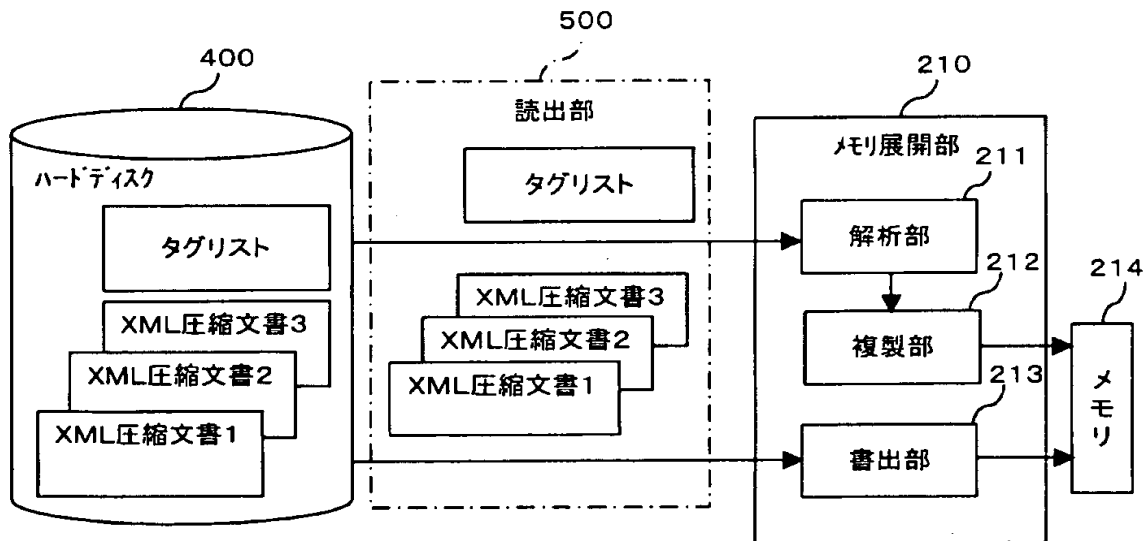 400
ハードディスク
タグリスト
XML圧縮文書3
XML圧縮文書2
XML圧縮文書1
500
読出部
タグリスト
XML圧縮文書3
XML圧縮文書2
XML圧縮文書1
210
メモリ展開部
211
解析部
212
複製部
213
書出部
214
メモリ